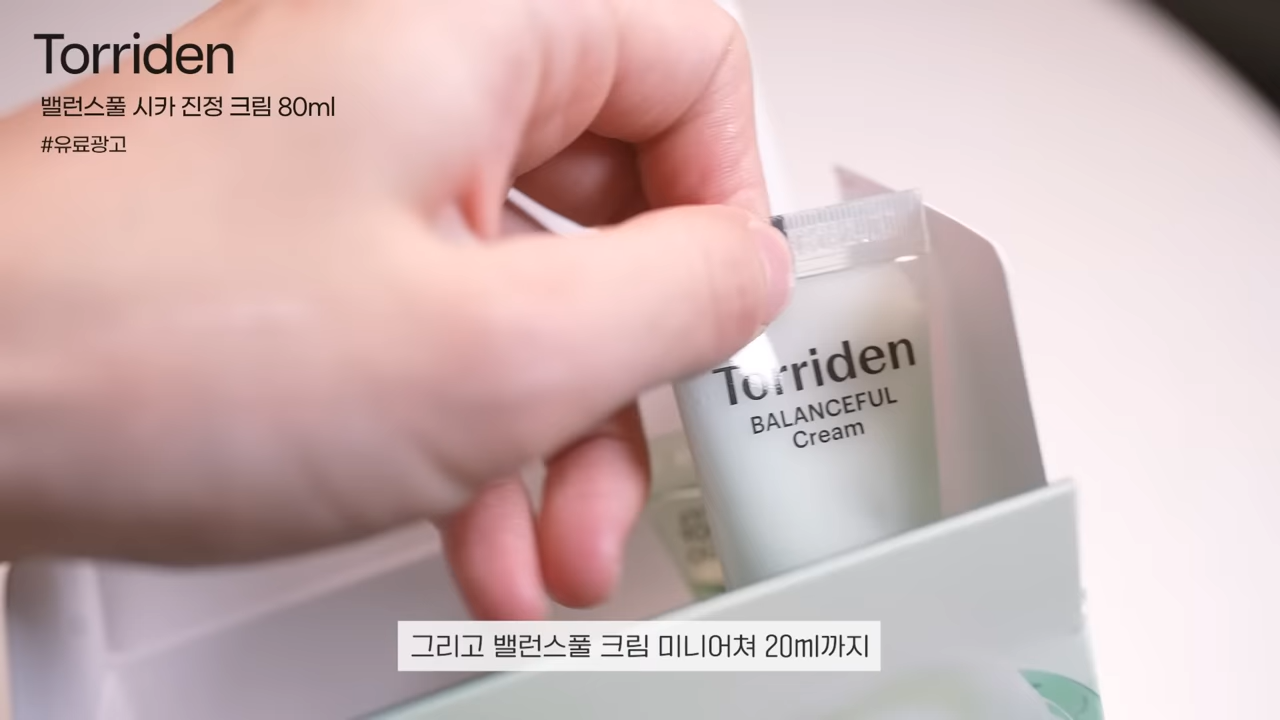 Torriden
밸런스풀 시카 진정 크림 80ml
#유료광고
Torriden
BALANCEFUL
Cream
그리고 밸런스풀 크림 미니어쳐 20ml까지